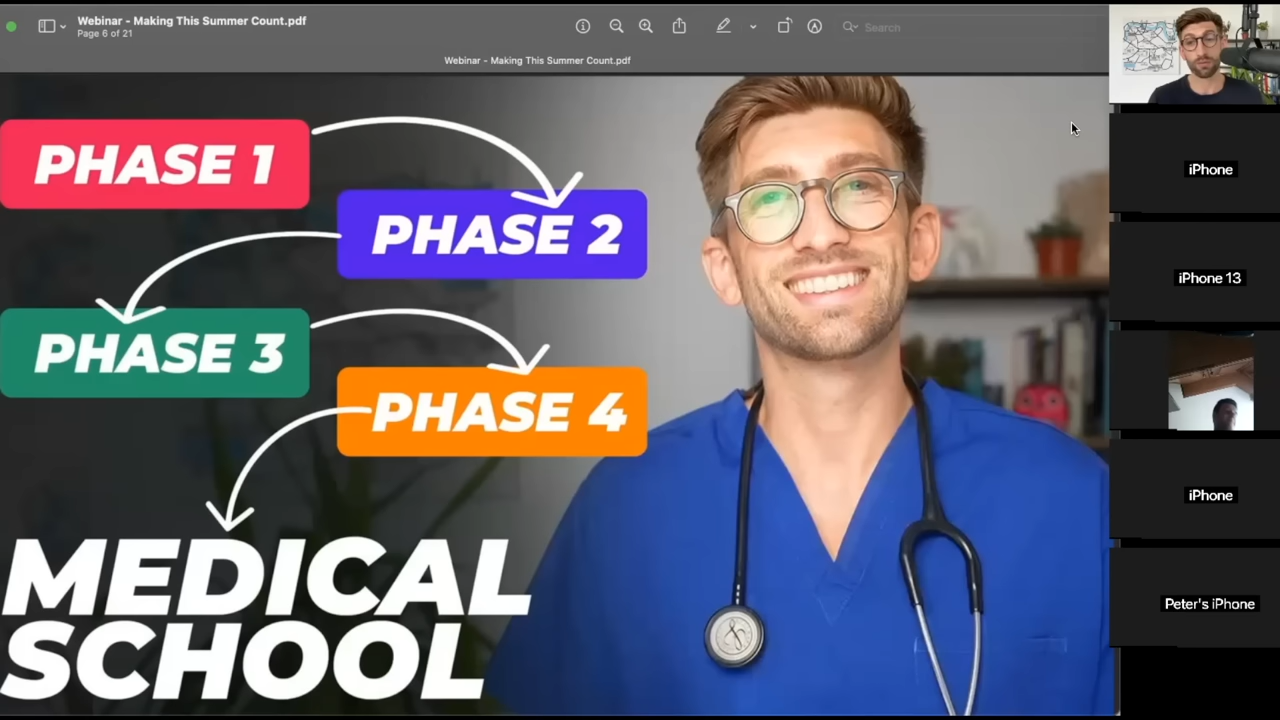 Webinar - Making This Summer Count.pdf
Page 6 of 21
Search
Webinar - Making This Summer Count.pdf
PHASE 1
PHASE 2
PHASE 3
PHASE 4
MEDICAL
SCHOOL
iPhone
iPhone 13
iPhone
Peter's iPhone